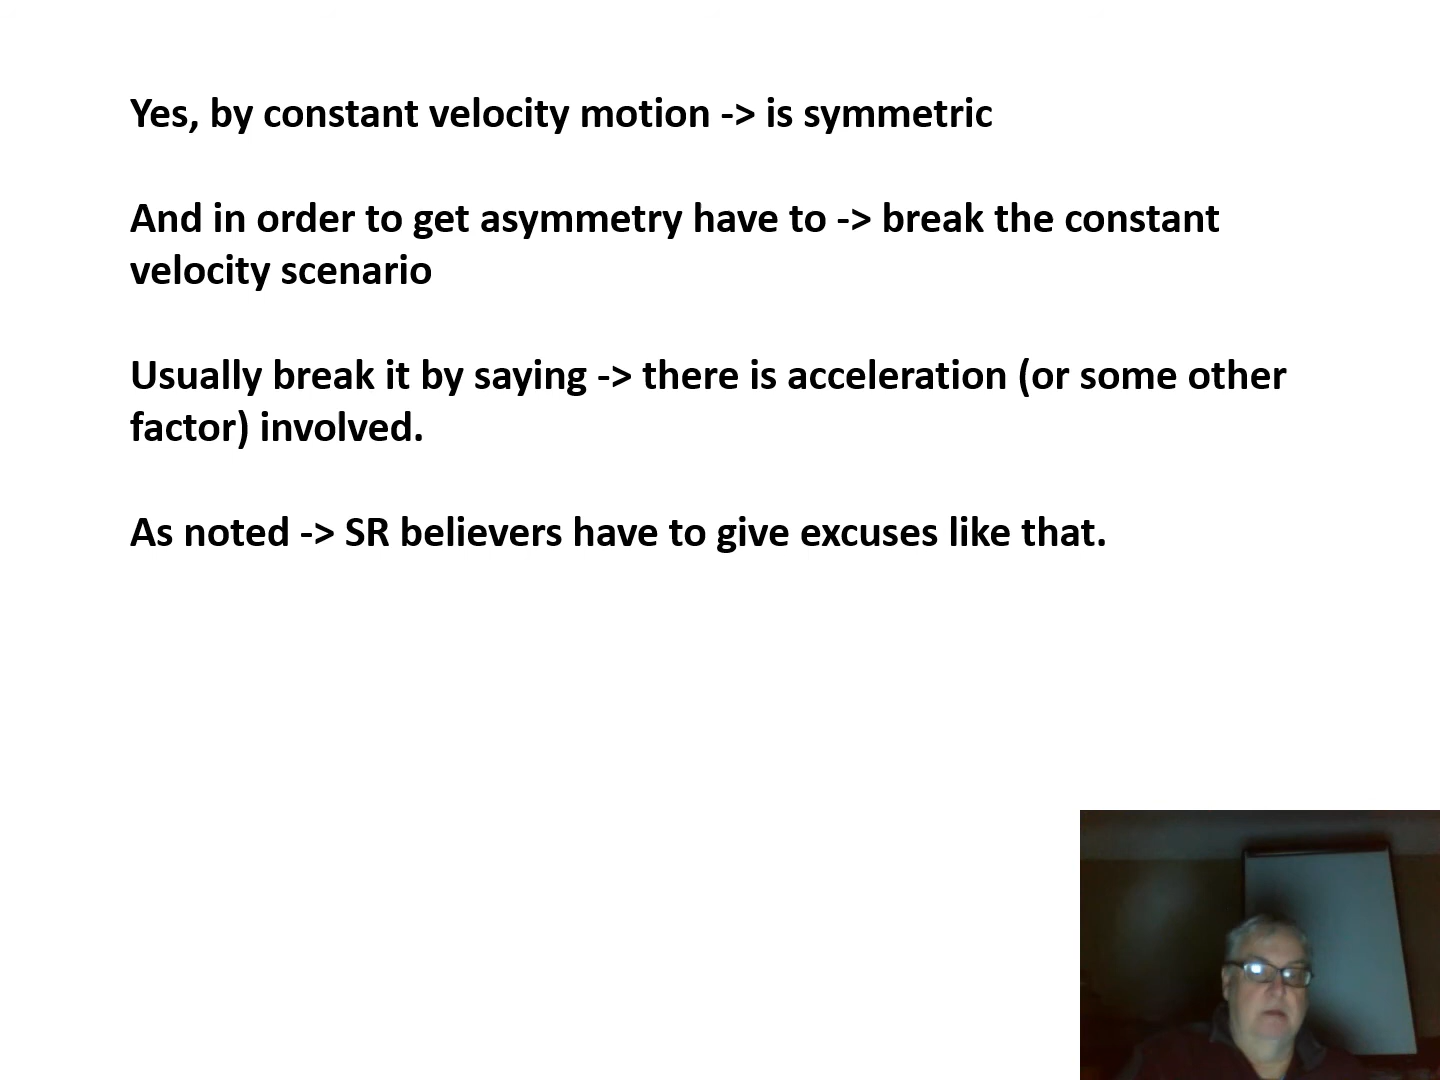 Yes, by constant velocity motion -> is symmetric
And in order to get asymmetry have to -> break the constant
velocity scenario
Usually break it by saying -> there is acceleration (or some other
factor) involved.
As noted -> SR believers have to give excuses like that.